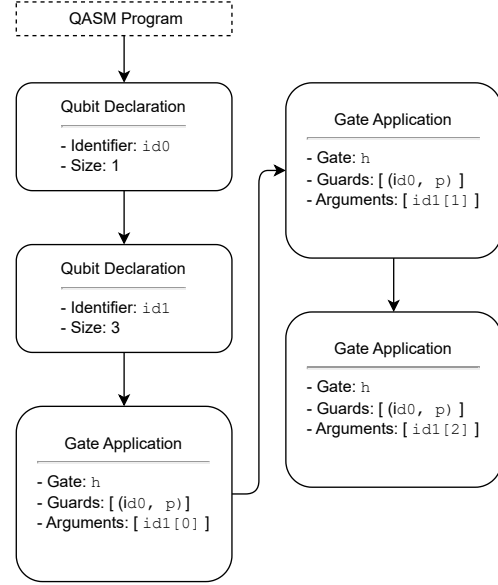 QASM Program
Qubit Declaration
- Identifier: id0
- Size: 1
Qubit Declaration
- Identifier: id1
- Size: 3
Gate Application
- Gate: h
- Guards: [ (id0, p)]
- Arguments: [ id1[0] ]
Gate Application
- Gate: h
- Guards: [ (id0, p) ]
- Arguments: [ id1[1] ]
Gate Application
- Gate: h
- Guards: [ (id0, p) ]
- Arguments: [ id1[2] ]